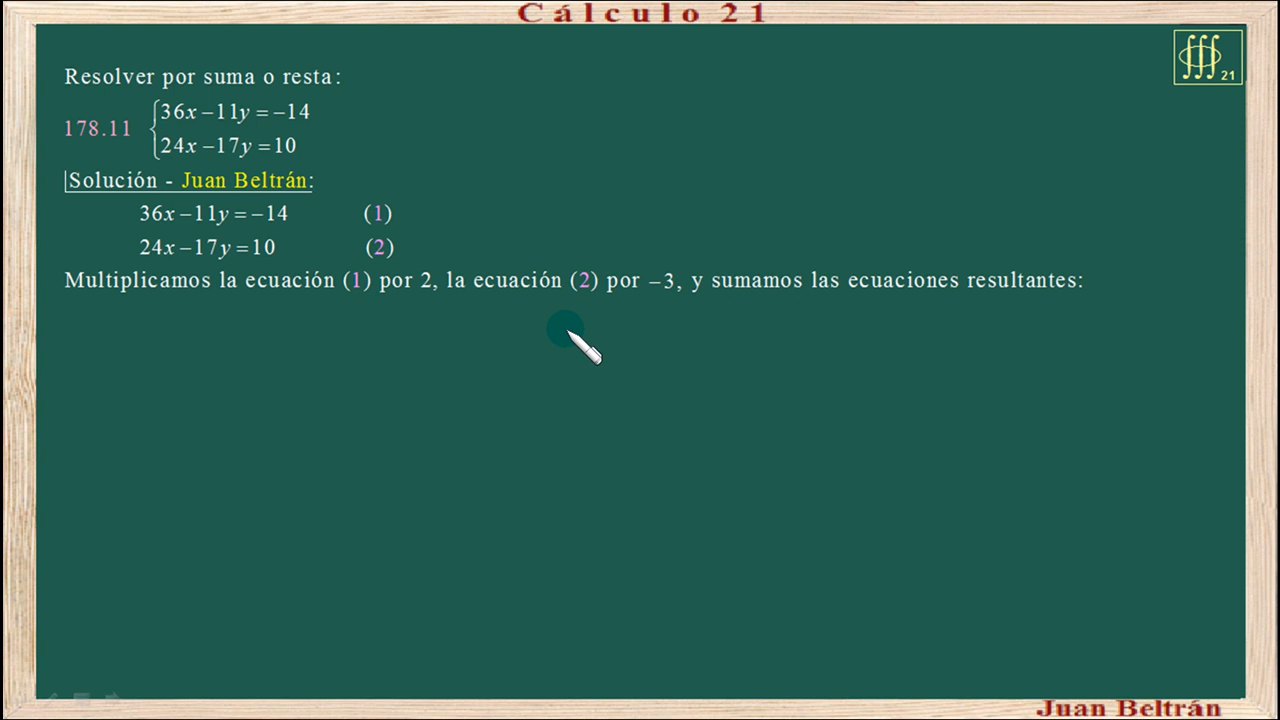 Cálculo 21
∫∫∫ 21
Resolver por suma o resta:
178.11 {36x – 11y = –14
24x – 17y = 10
Solución - Juan Beltrán:
36x – 11y = –14 (1)
24x – 17y = 10 (2)
Multiplicamos la ecuación (1) por 2, la ecuación (2) por –3, y sumamos las ecuaciones resultantes:
Juan Beltrán